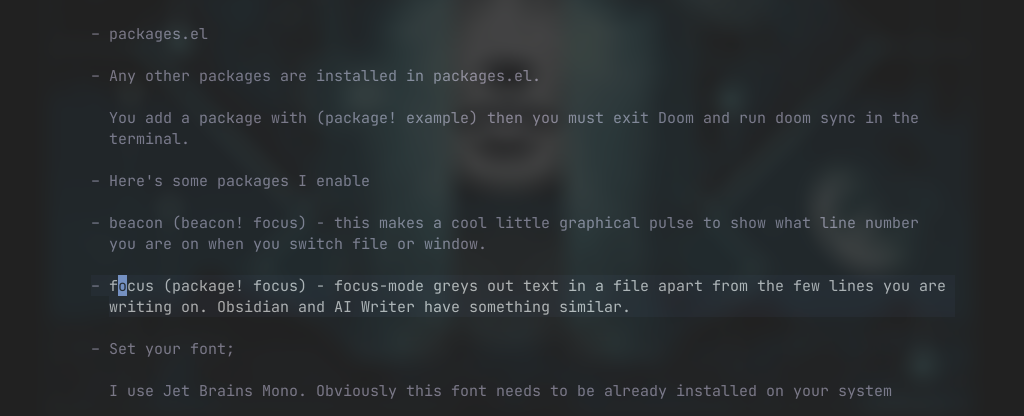 - packages.el
- Any other packages are installed in packages.el.
You add a package with (package! example) then you must exit Doom and run doom sync in the
terminal.
- Here's some packages I enable
- beacon (beacon! focus) - this makes a cool little graphical pulse to show what line number
you are on when you switch file or window.
- focus (package! focus) - focus-mode greys out text in a file apart from the few lines you are
writing on. Obsidian and AI Writer have something similar.
- Set your font;
I use Jet Brains Mono. Obviously this font needs to be already installed on your system